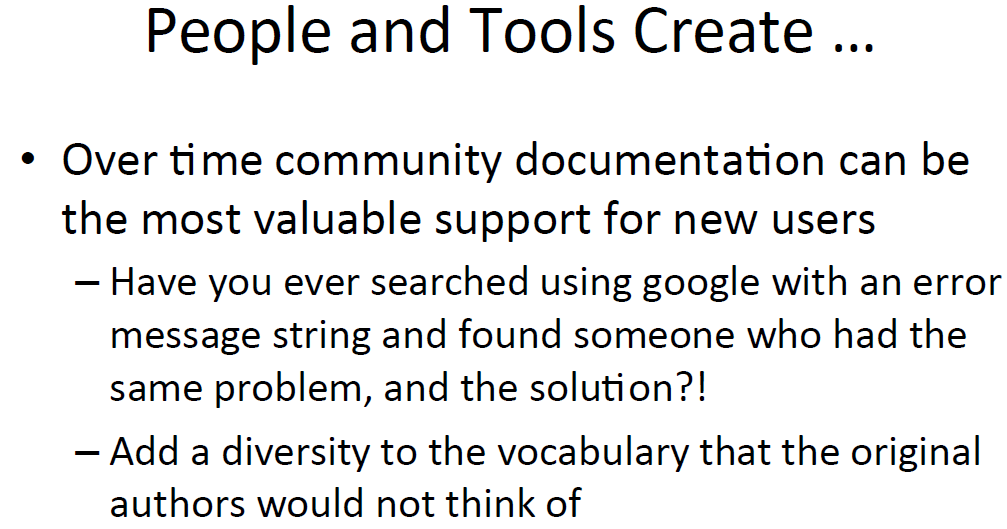 People and Tools Create ...
• Over time community documentation can be
the most valuable support for new users
– Have you ever searched using google with an error
message string and found someone who had the
same problem, and the solution?!
– Add a diversity to the vocabulary that the original
authors would not think of